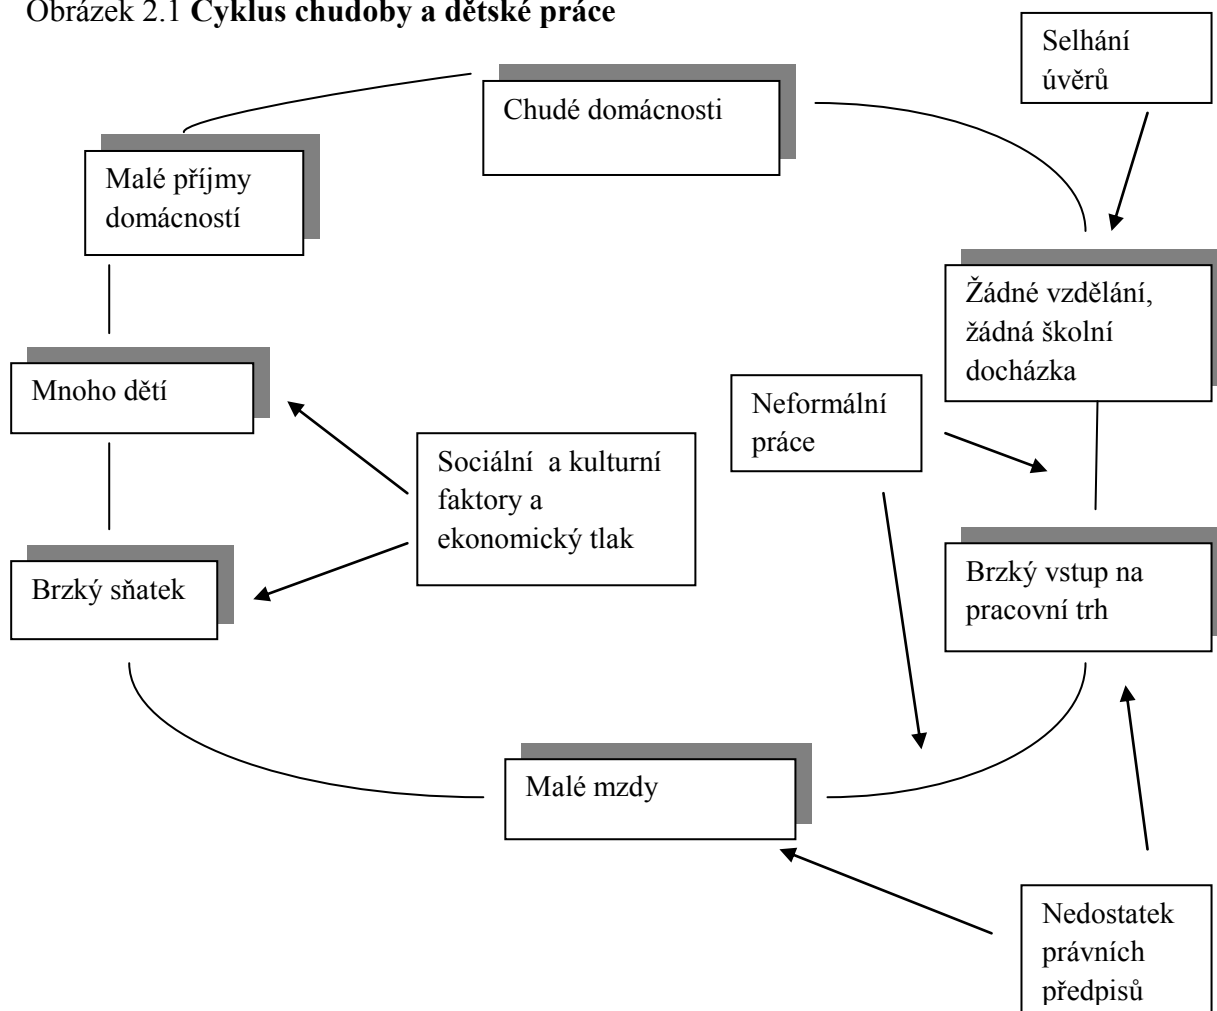 Obrázek 2.1 Cyklus chudoby a dětské práce
Selhání
úvěrů
Chudé domácnosti
Malé příjmy
domácností
Žádné vzdělání,
žádná školní
docházka
Mnoho dětí
Neformální
práce
Sociální  a kulturní
faktory a
ekonomický tlak
Brzký sňatek
Brzký vstup na
pracovní trh
Malé mzdy
Nedostatek
právních
předpisů